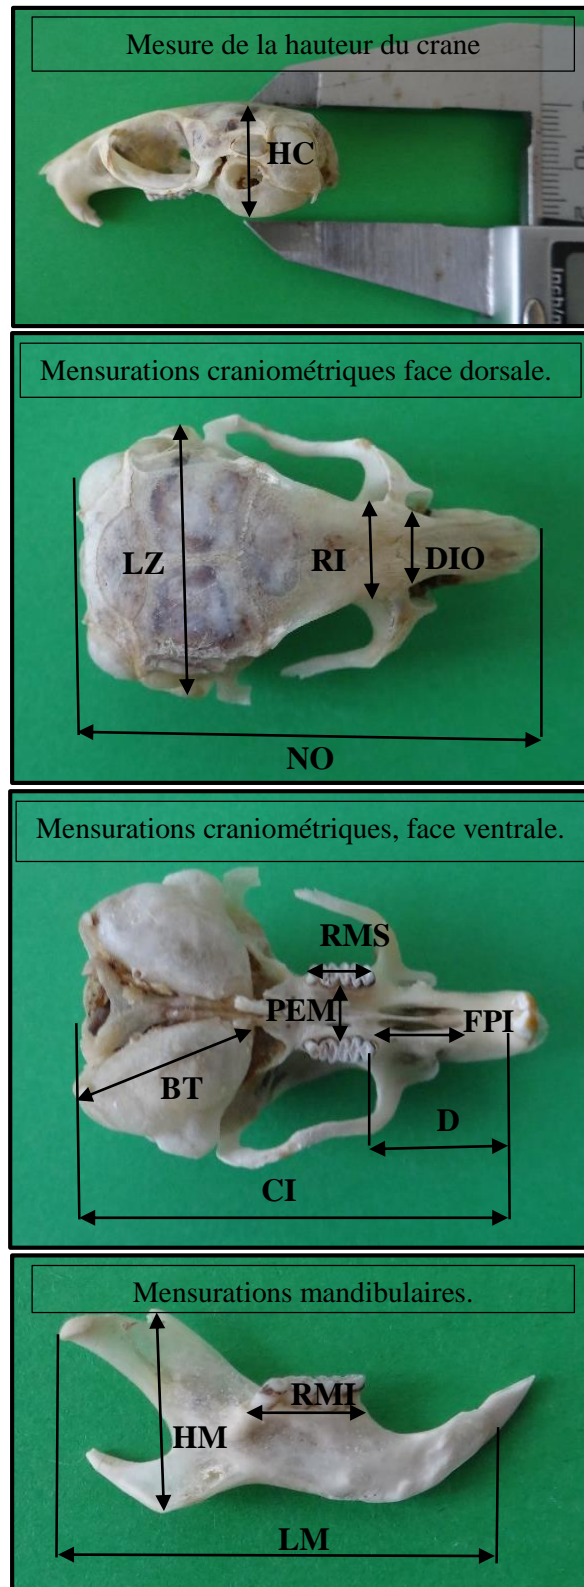 Mesure de la hauteur du crane
HC
Inch/n
Mensurations craniométriques face dorsale.
LZ
RI
DIO
NO
Mensurations craniométriques, face ventrale.
RMS
PEM
FPI
BT
D
CI
Mensurations mandibulaires.
RMI
HM
LM